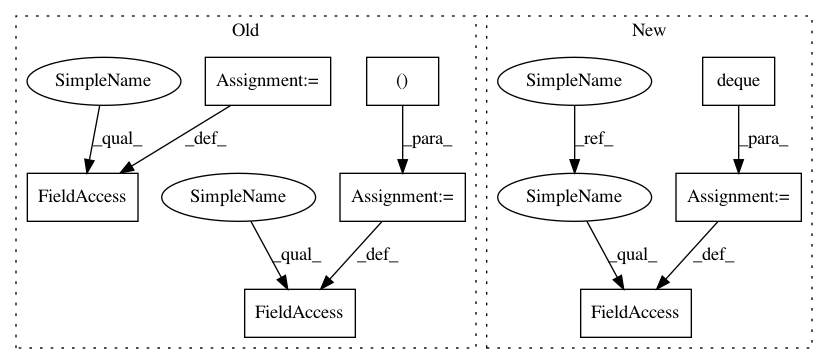 Old
New
SimpleName
Assignment:=
()
SimpleName
deque
_qual_
_def_
_para_
_ref_
_para_
FieldAccess
SimpleName
Assignment:=
SimpleName
Assignment:=
_qual_
_def_
_qual_
_def_
FieldAccess
FieldAccess